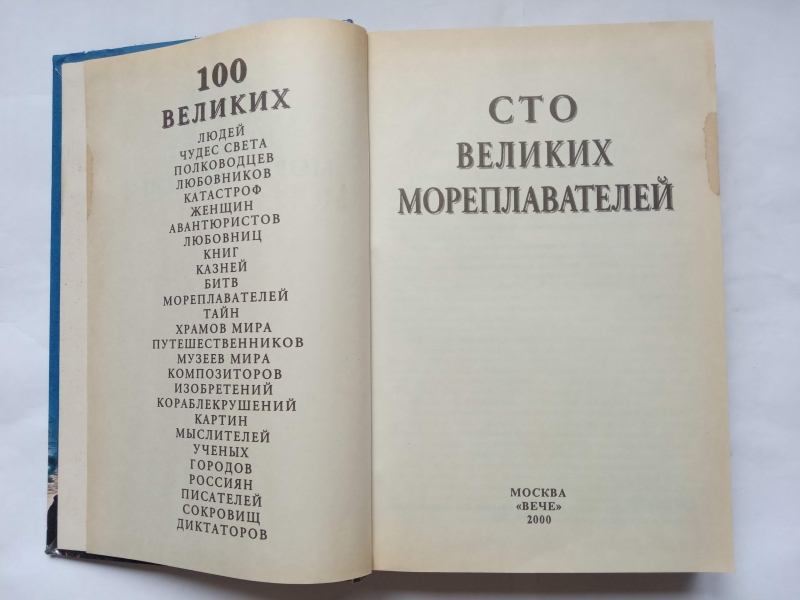 100
ВЕЛИКИХ
ЛЮДЕЙ
ЧУДЕС СВЕТА
ПОЛКОВОДЦЕВ
ЛЮБОВНИКОВ
КАТАСТРОФ
ЖЕНЩИН
АВАНТЮРИСТОВ
ЛЮБОВНИЦ
КНИГ
КАЗНЕЙ
БИТВ
МОРЕПЛАВАТЕЛЕЙ
ТАЙН
ХРАМОВ МИРА
ПУТЕШЕСТВЕННИКОВ
МУЗЕЕВ МИРА
КОМПОЗИТОРОВ
ИЗОБРЕТЕНИЙ
КОРАБЛЕКРУШЕНИЙ
КАРТИН
МЫСЛИТЕЛЕЙ
УЧЕНЫХ
ГОРОДОВ
РОССИЯН
ПИСАТЕЛЕЙ
СОКРОВИЩ
ДИКТАТОРОВ
СТО
ВЕЛИКИХ
МОРЕПЛАВАТЕЛЕЙ
МОСКВА
«ВЕЧЕ»
2000